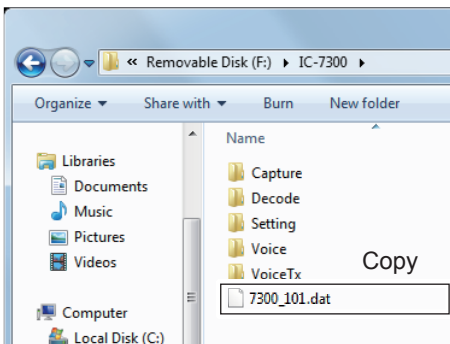 « Removable Disk (F:) ▸ IC-7300 ▸
Organize ▾ Share with ▾ Burn New folder
Name
Libraries
Documents
Music
Pictures
Videos
Computer
Local Disk (C:)
Capture
Decode
Setting
Voice
VoiceTx
Copy
7300_101.dat